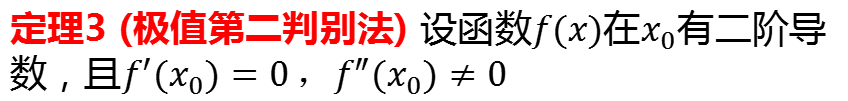 定理3 (极值第二判别法) 设函数f(x)在x₀有二阶导
数，且f′(x₀) = 0，f″(x₀) ≠ 0